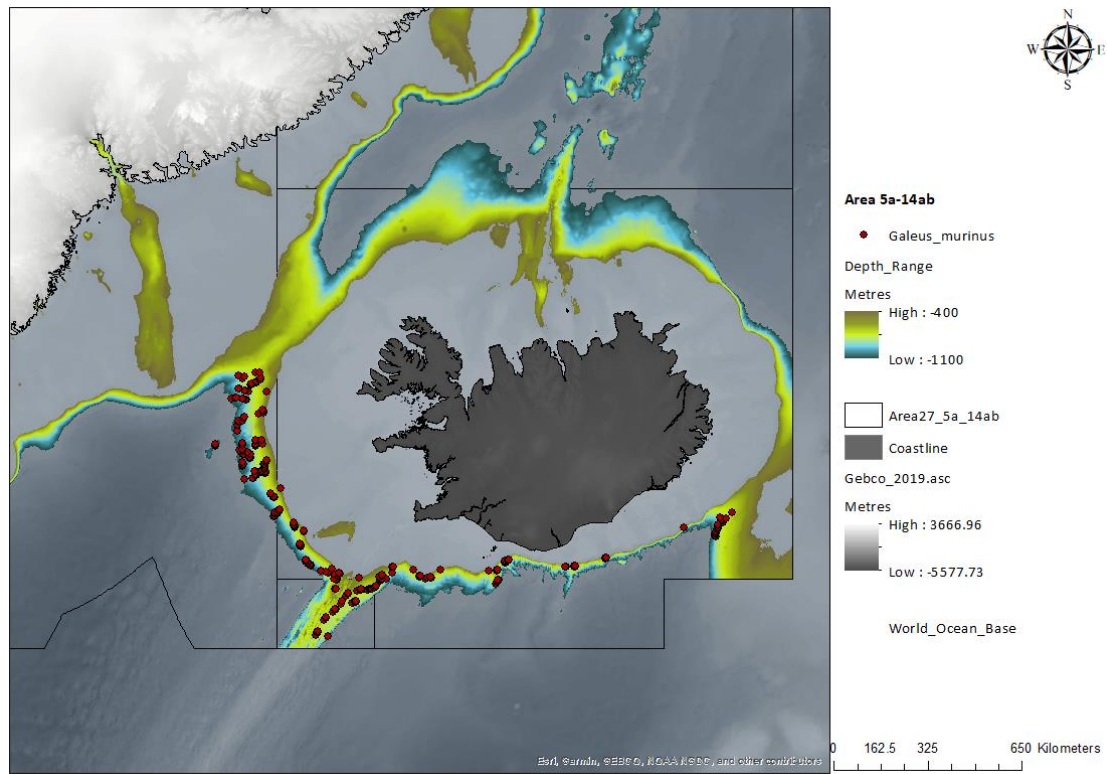 N
W E
S
Area 5a-14ab
Galeus_murinus
Depth_Range
Metres
High : -400
Low : -1100
Area27_5a_14ab
Coastline
Gebco_2019.asc
Metres
High : 3666.96
Low : -5577.73
World_Ocean_Base
0 162.5 325 650 Kilometers
Esri, Garmin, GEBCO, NOAA NGDC, and other contributors